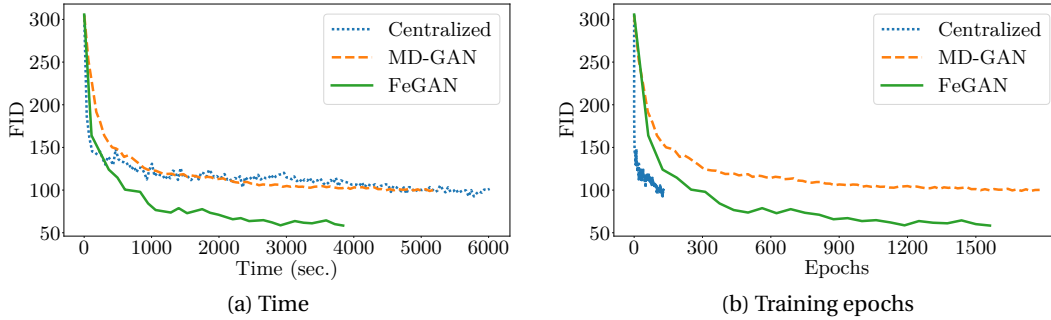 300
250
200
150
100
50
FID
0
1000
2000
3000
4000
5000
6000
Time (sec.)
Centralized
MD-GAN
FeGAN
(a) Time
300
250
200
150
100
50
FID
0
300
600
900
1200
1500
Epochs
Centralized
MD-GAN
FeGAN
(b) Training epochs